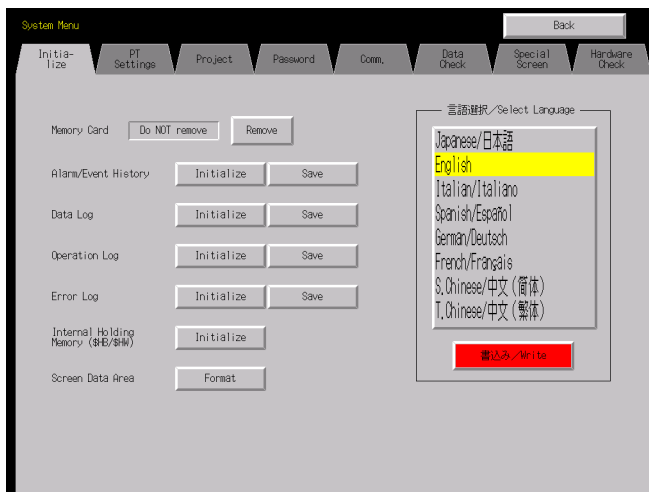 System Menu
Back
Initia-
lize
PT
Settings
Project
Password
Comm.
Data
Check
Special
Screen
Hardware
Check
言語選択/Select Language
Memory Card
Do NOT remove
Remove
Japanese/日本語
English
Italian/Italiano
Spanish/Español
German/Deutsch
French/Français
S.Chinese/中文(简体)
T.Chinese/中文(繁体)
Alarm/Event History
Initialize
Save
Data Log
Initialize
Save
Operation Log
Initialize
Save
Error Log
Initialize
Save
Internal Holding
Memory ($HB/$HW)
Initialize
書込み/Write
Screen Data Area
Format